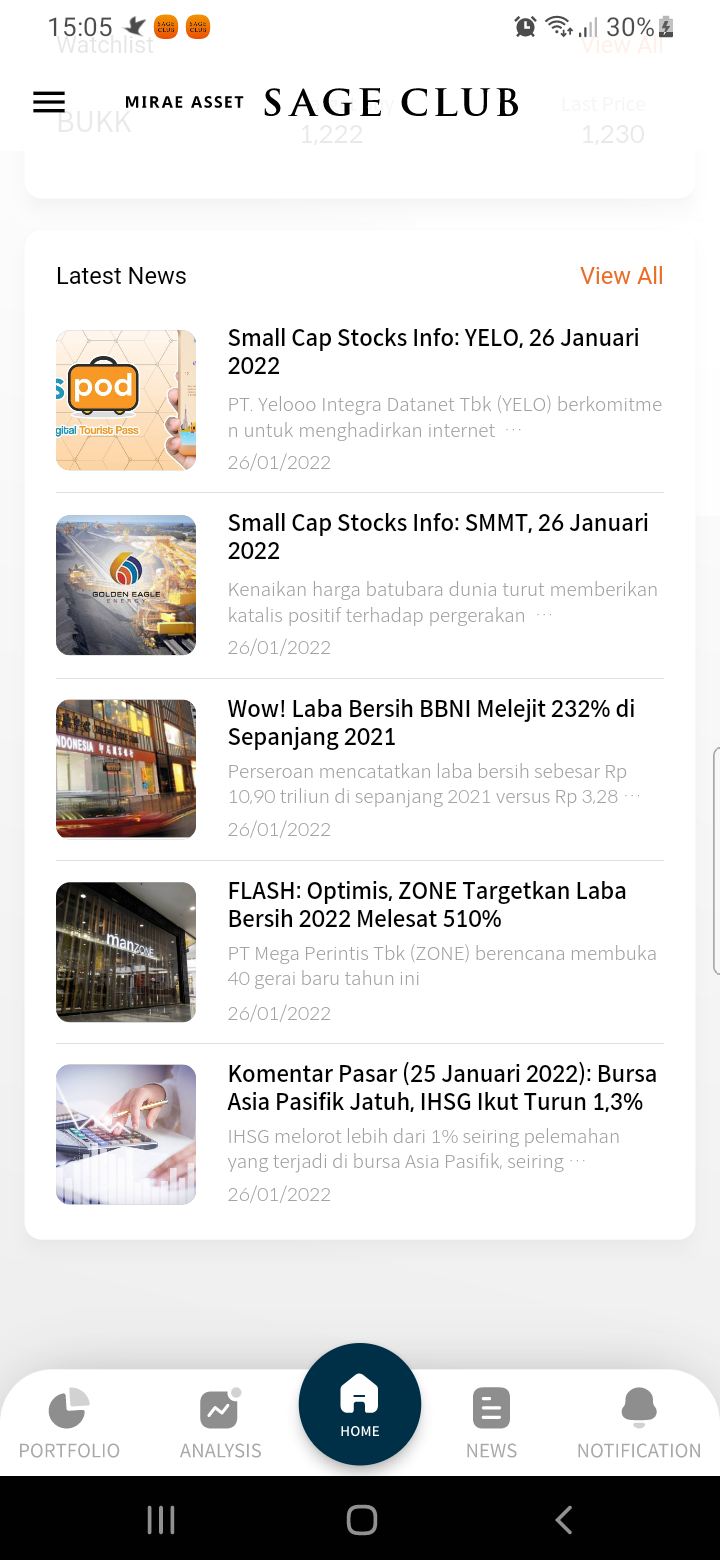 15:05
SAGE CLUB
SAGE CLUB
30%
Watchlist
View All
MIRAE ASSET SAGE CLUB
Last Price
BUKK
1,222
1,230
Latest News
View All
s pod
gital Tourist Pass
Small Cap Stocks Info: YELO, 26 Januari
2022
PT. Yelooo Integra Datanet Tbk (YELO) berkomitme
n untuk menghadirkan internet ...
26/01/2022
GOLDEN EAGLE
ENERGY
Small Cap Stocks Info: SMMT, 26 Januari
2022
Kenaikan harga batubara dunia turut memberikan
katalis positif terhadap pergerakan ...
26/01/2022
NDONESIA
Wow! Laba Bersih BBNI Melejit 232% di
Sepanjang 2021
Perseroan mencatatkan laba bersih sebesar Rp
10,90 triliun di sepanjang 2021 versus Rp 3,28 ...
26/01/2022
manZONE
FLASH: Optimis, ZONE Targetkan Laba
Bersih 2022 Melesat 510%
PT Mega Perintis Tbk (ZONE) berencana membuka
40 gerai baru tahun ini
26/01/2022
Komentar Pasar (25 Januari 2022): Bursa
Asia Pasifik Jatuh, IHSG Ikut Turun 1,3%
IHSG melorot lebih dari 1% seiring pelemahan
yang terjadi di bursa Asia Pasifik, seiring ...
26/01/2022
PORTFOLIO
ANALYSIS
HOME
NEWS
NOTIFICATION